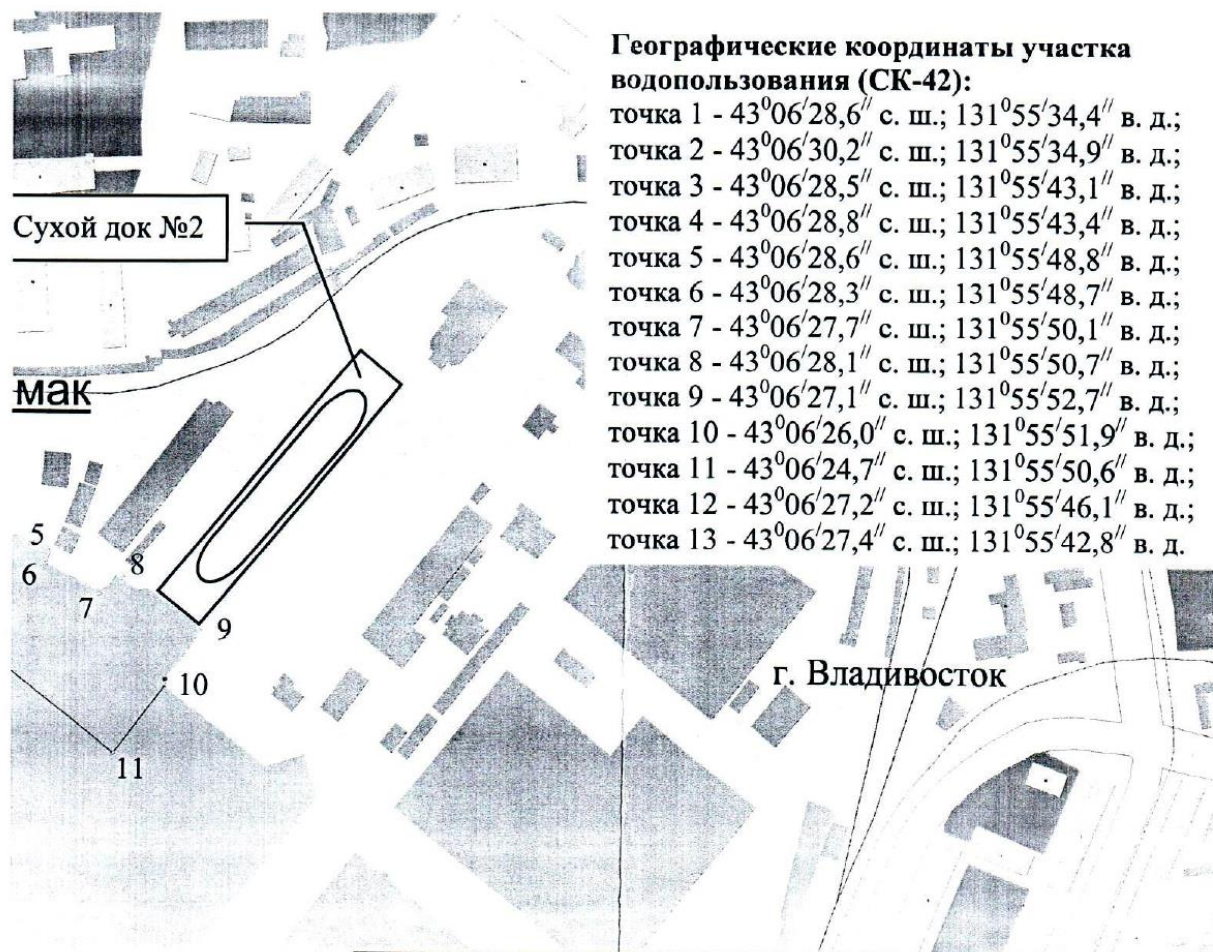 Географические координаты участка
водопользования (СК-42):
точка 1 - 43⁰06′28,6″ с. ш.; 131⁰55′34,4″ в. д.;
точка 2 - 43⁰06′30,2″ с. ш.; 131⁰55′34,9″ в. д.;
точка 3 - 43⁰06′28,5″ с. ш.; 131⁰55′43,1″ в. д.;
точка 4 - 43⁰06′28,8″ с. ш.; 131⁰55′43,4″ в. д.;
точка 5 - 43⁰06′28,6″ с. ш.; 131⁰55′48,8″ в. д.;
точка 6 - 43⁰06′28,3″ с. ш.; 131⁰55′48,7″ в. д.;
точка 7 - 43⁰06′27,7″ с. ш.; 131⁰55′50,1″ в. д.;
точка 8 - 43⁰06′28,1″ с. ш.; 131⁰55′50,7″ в. д.;
точка 9 - 43⁰06′27,1″ с. ш.; 131⁰55′52,7″ в. д.;
точка 10 - 43⁰06′26,0″ с. ш.; 131⁰55′51,9″ в. д.;
точка 11 - 43⁰06′24,7″ с. ш.; 131⁰55′50,6″ в. д.;
точка 12 - 43⁰06′27,2″ с. ш.; 131⁰55′46,1″ в. д.;
точка 13 - 43⁰06′27,4″ с. ш.; 131⁰55′42,8″ в. д.
Сухой док №2
мак
5
8
6
7
9
10
11
г. Владивосток